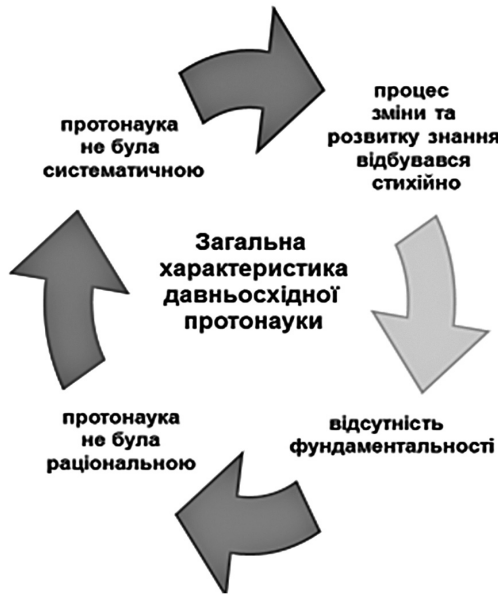 протонаука
не була
систематичною
процес
зміни та
розвитку знання
відбувався
стихійно
Загальна
характеристика
давньосхідної
протонауки
протонаука
не була
раціональною
відсутність
фундаментальності